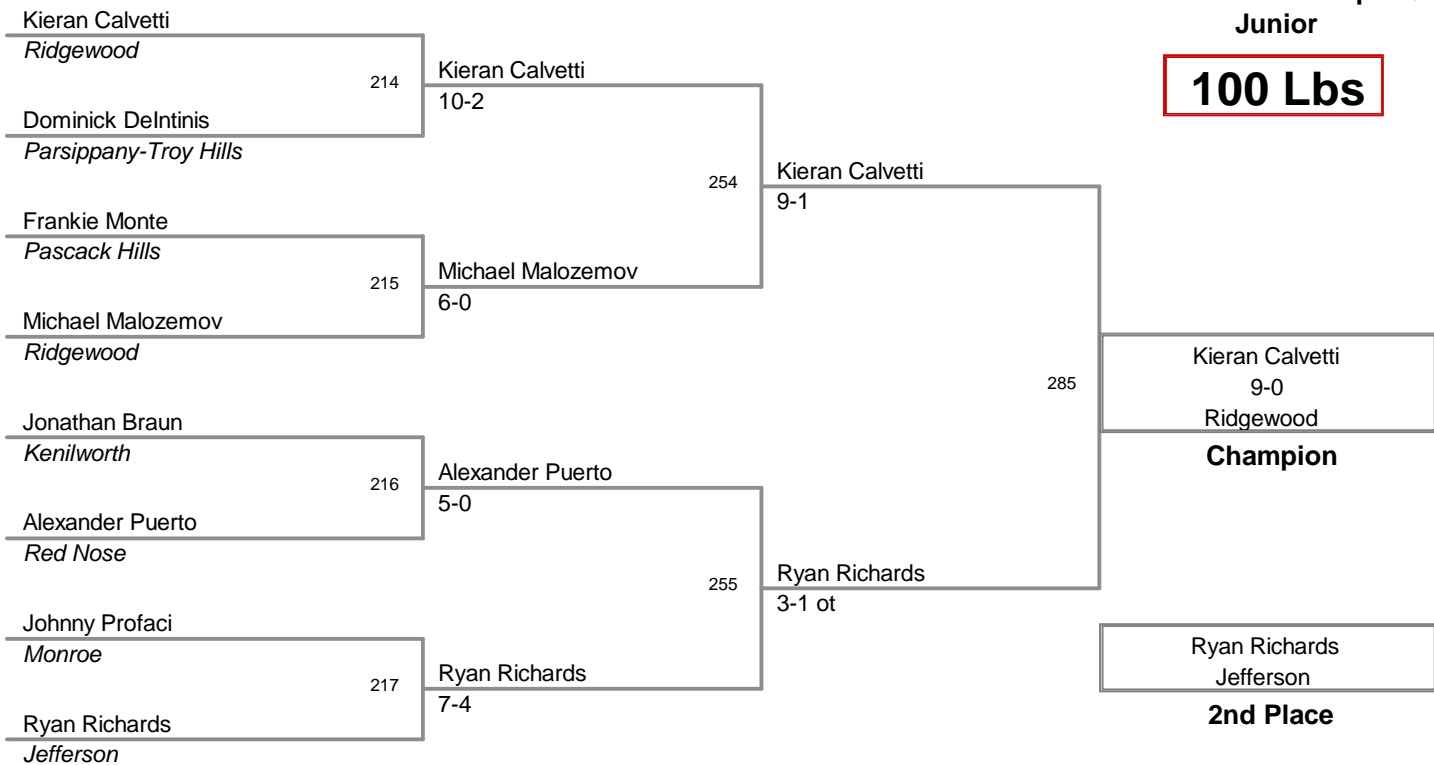 Junior
100 Lbs
Kieran Calvetti
Ridgewood
214
Dominick DeIntinis
Parsippany-Troy Hills
Kieran Calvetti
10-2
Frankie Monte
Pascack Hills
215
Michael Malozemov
Ridgewood
Michael Malozemov
6-0
254
Kieran Calvetti
9-1
Jonathan Braun
Kenilworth
216
Alexander Puerto
Red Nose
Alexander Puerto
5-0
Johnny Profaci
Monroe
217
Ryan Richards
Jefferson
Ryan Richards
7-4
255
Ryan Richards
3-1 ot
285
Kieran Calvetti
9-0
Ridgewood
Champion
Ryan Richards
Jefferson
2nd Place